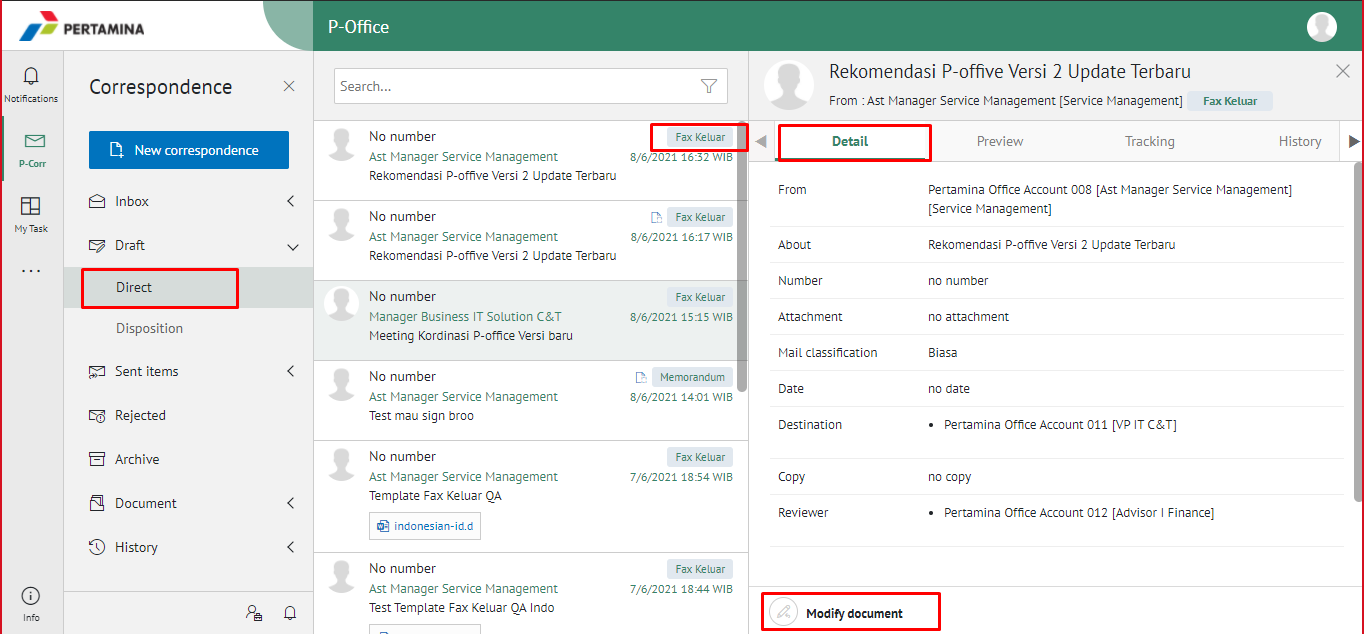 PERTAMINA
P-Office
Notifications
P-Corr
My Task
Info
Correspondence
New correspondence
Inbox
Draft
Direct
Disposition
Sent items
Rejected
Archive
Document
History
Search...
No number
Fax Keluar
Ast Manager Service Management
8/6/2021 16:32 WIB
Rekomendasi P-offive Versi 2 Update Terbaru
No number
Fax Keluar
Ast Manager Service Management
8/6/2021 16:17 WIB
Rekomendasi P-offive Versi 2 Update Terbaru
No number
Fax Keluar
Manager Business IT Solution C&T
8/6/2021 15:15 WIB
Meeting Kordinasi P-office Versi baru
No number
Memorandum
Ast Manager Service Management
8/6/2021 14:01 WIB
Test mau sign broo
No number
Fax Keluar
Ast Manager Service Management
7/6/2021 18:54 WIB
Template Fax Keluar QA
indonesian-id.d
No number
Fax Keluar
Ast Manager Service Management
7/6/2021 18:44 WIB
Test Template Fax Keluar QA Indo
Rekomendasi P-offive Versi 2 Update Terbaru
From : Ast Manager Service Management [Service Management] Fax Keluar
Detail Preview Tracking History
From Pertamina Office Account 008 [Ast Manager Service Management]
[Service Management]
About Rekomendasi P-offive Versi 2 Update Terbaru
Number no number
Attachment no attachment
Mail classification Biasa
Date no date
Destination • Pertamina Office Account 011 [VP IT C&T]
Copy no copy
Reviewer • Pertamina Office Account 012 [Advisor I Finance]
Modify document